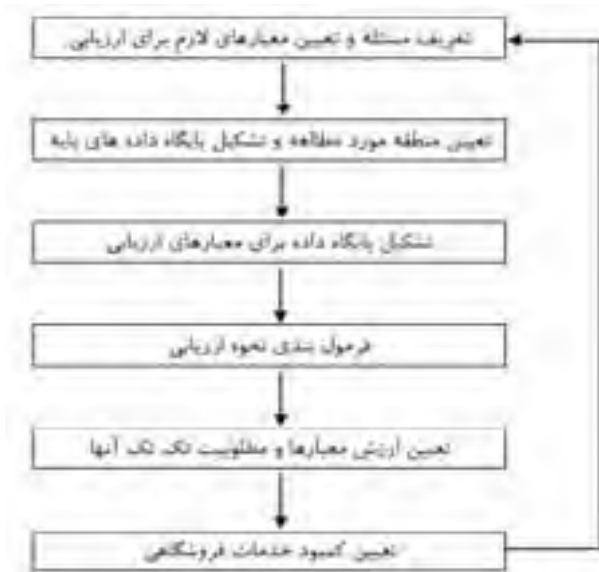 تعریف مسئله و تعیین معیارهای لازم برای ارزیابی
تعیین منطقه مورد مطالعه و تشکیل پایگاه داده های پایه
تشکیل پایگاه داده برای معیارهای ارزیابی
فرمول بندی نحوه ارزیابی
تعیین ارزش معیارها و مطلوبیت تک تک آنها
تعیین کمبود خدمات فروشگاهی